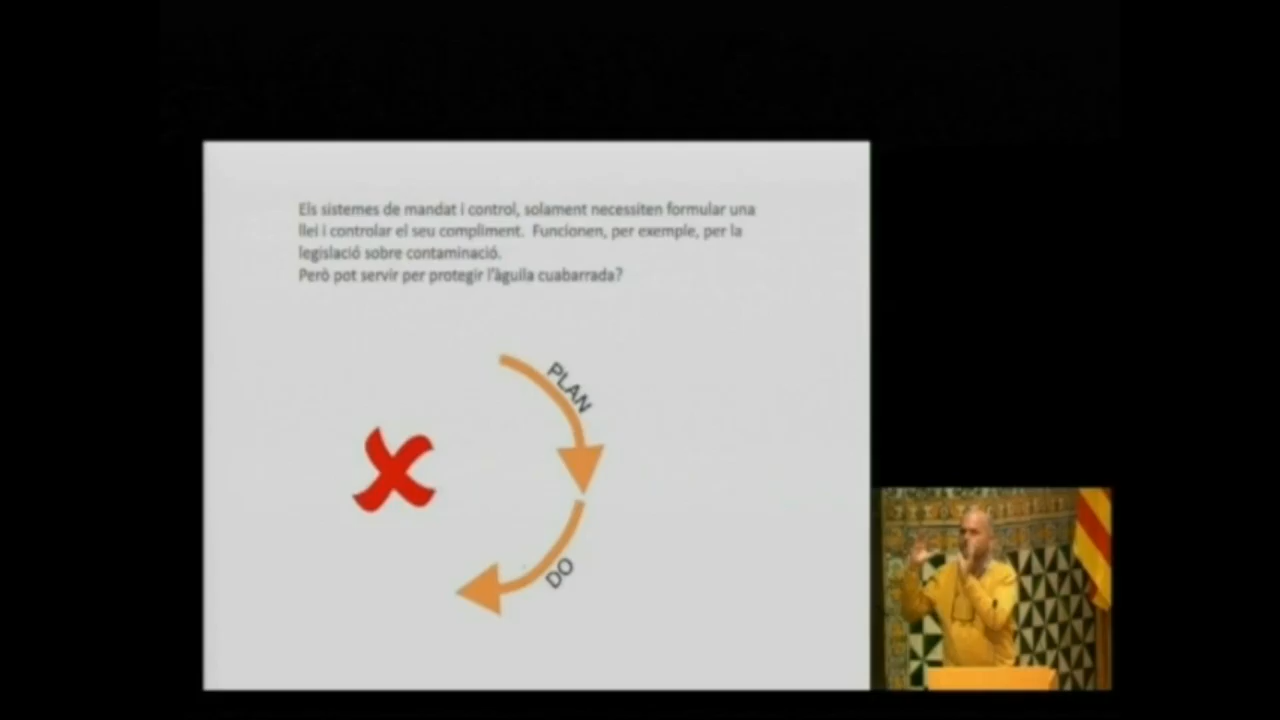 Els sistemes de mandat i control, solament necessiten formular una
llei i controlar el seu compliment. Funcionen, per exemple, per la
legislació sobre contaminació.
Però pot servir per protegir l'àguila cuabarrada?
PLAN
DO